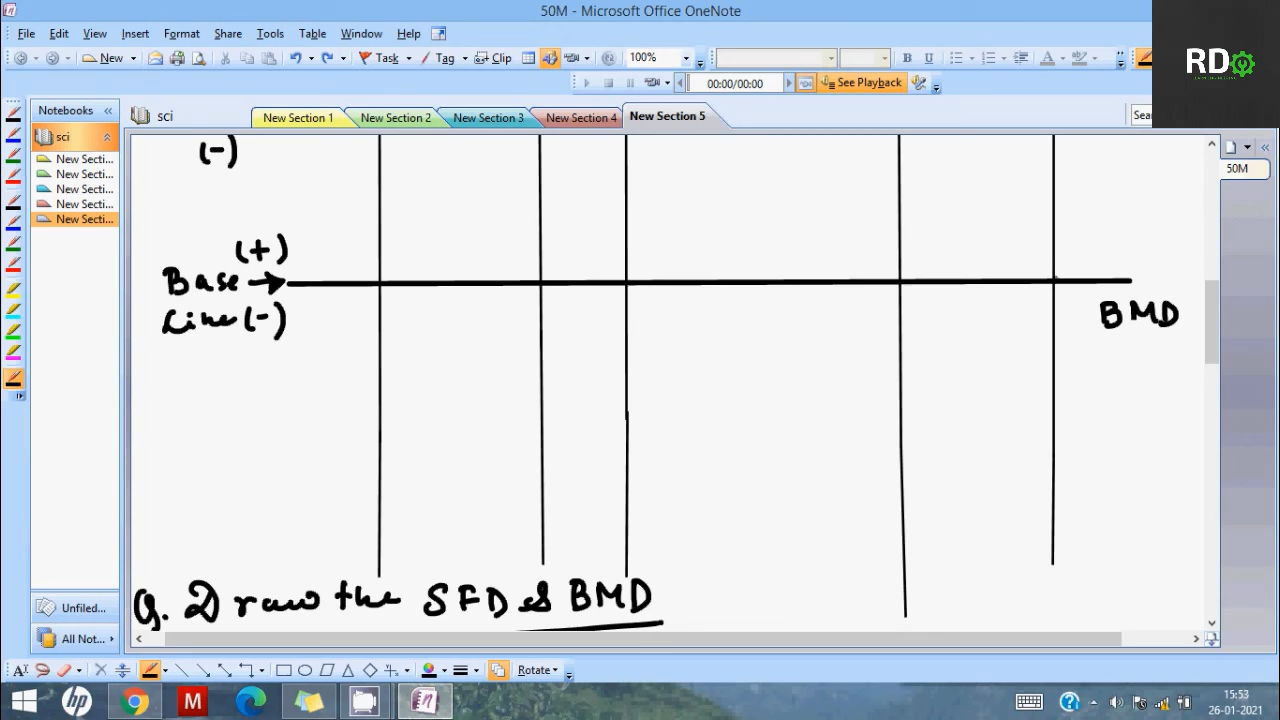 50M - Microsoft Office OneNote
File Edit View Insert Format Share Tools Table Window Help
New Task Tag Clip 100% B U A
00:00/00:00 See Playback
RD
Notebooks sci New Section 1 New Section 2 New Section 3 New Section 4 New Section 5 Sea
sci
New Secti...
New Secti...
New Secti...
New Secti...
New Secti...
50M
(-)
(+)
Base
Line (-)
BMD
Q. Draw the SFD & BMD
Unfiled...
All Not...
Rotate
15:53
26-01-2021